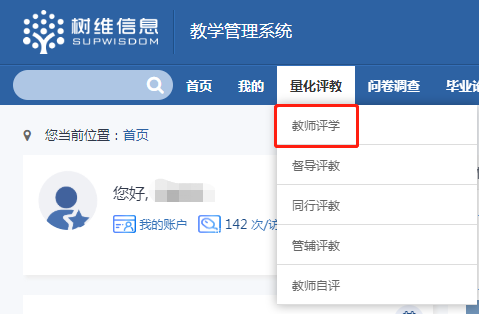 树维信息
SUPWISDOM
教学管理系统
首页 我的 量化评教 问卷调查 毕业论
您当前位置：首页
教师评学
督导评教
同行评教
管辅评教
教师自评
您好,
我的账户 142 次/访